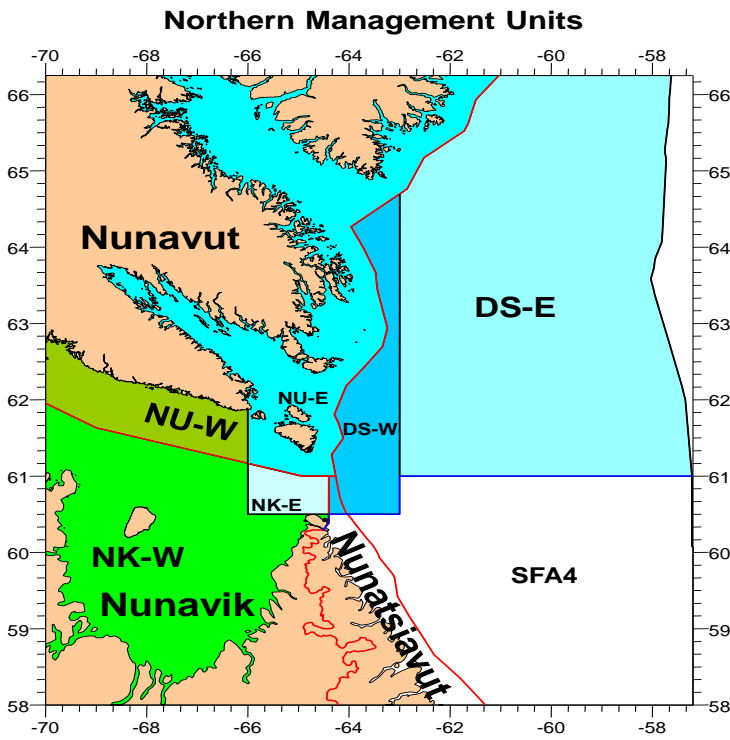 Northern Management Units
-70 -68 -66 -64 -62 -60 -58
66 66
65 65
Nunavut
64 64
DS-E
63 63
NU-E
62 62
NU-W
DS-W
61 61
NK-E
60 60
NK-W
SFA4
Nunavik
Nunatsiavut
59 59
58 58
-70 -68 -66 -64 -62 -60 -58